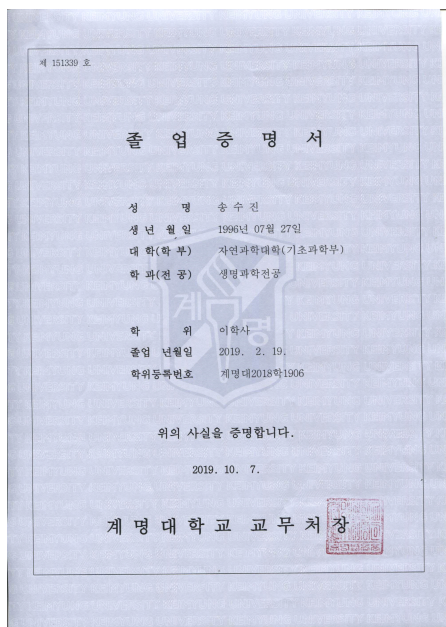 제 151339 호
졸 업 증 명 서
성 명 송 수 진
생 년 월 일 1996년 07월 27일
대 학(학 부) 자연과학대학(기초과학부)
학 과(전 공) 생명과학전공
계명
학 위 이학사
졸업 년월일 2019. 2. 19.
학위등록번호 계명대2018학1906
위의 사실을 증명합니다.
2019. 10. 7.
계 명 대 학 교 교 무 처 장